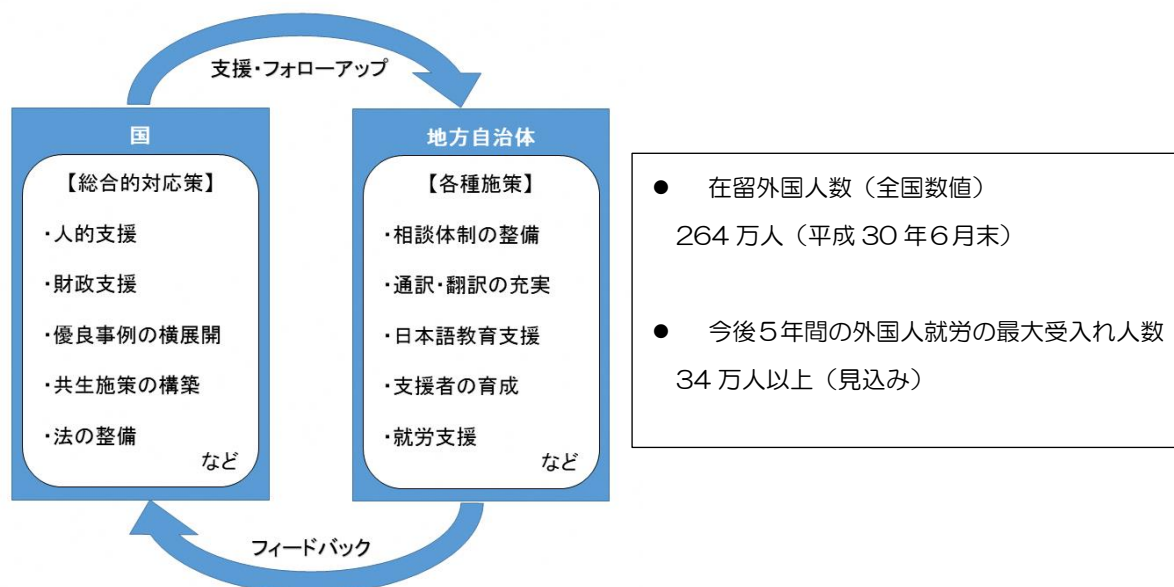 支援・フォローアップ
国
【総合的対応策】
・人的支援
・財政支援
・優良事例の横展開
・共生施策の構築
・法の整備
など
地方自治体
【各種施策】
・相談体制の整備
・通訳・翻訳の充実
・日本語教育支援
・支援者の育成
・就労支援
など
フィードバック
● 在留外国人数（全国数値）
264 万人（平成 30 年６月末）
● 今後５年間の外国人就労の最大受入れ人数
34 万人以上（見込み）